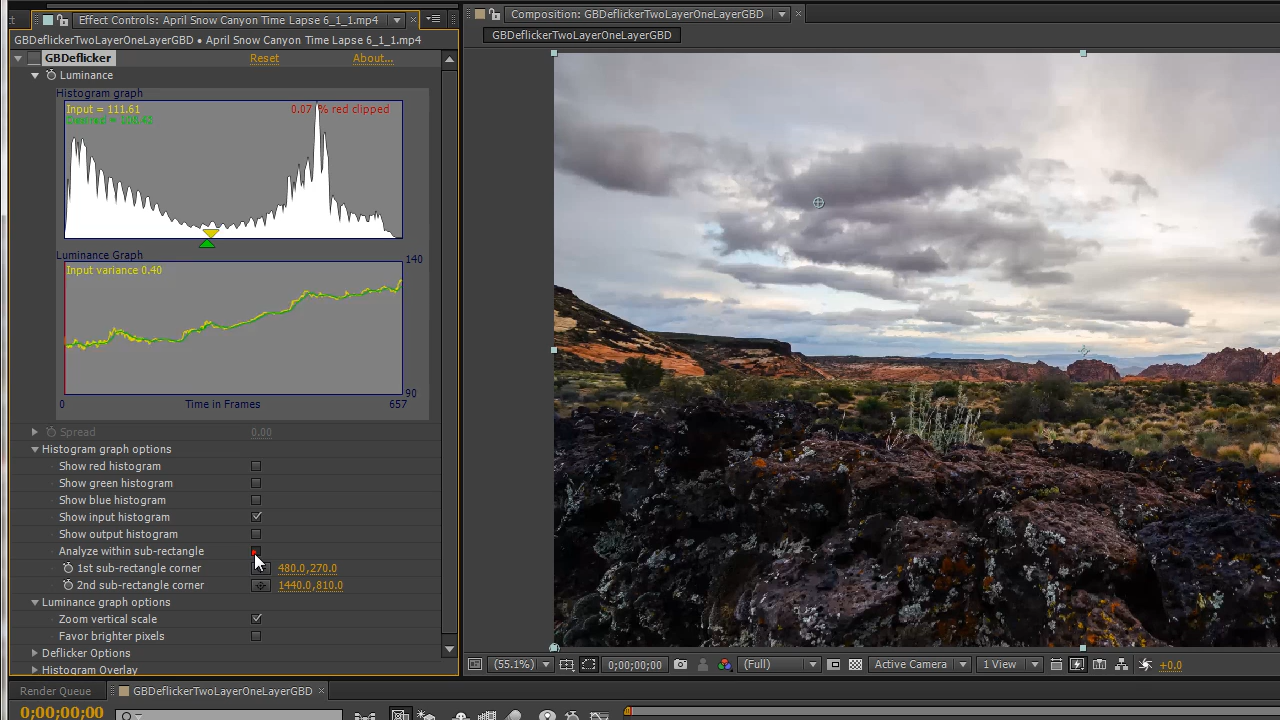 Effect Controls: April Snow Canyon Time Lapse 6_1_1.mp4
GBDeflickerTwoLayerOneLayerGBD • April Snow Canyon Time Lapse 6_1_1.mp4
GBDeflicker Reset About...
Luminance
Histogram graph
Input = 111.61 0.07 % red clipped
Desired = 108.43
Luminance Graph 140
Input variance 0.40
90
0 Time in Frames 657
Spread 0.00
Histogram graph options
Show red histogram
Show green histogram
Show blue histogram
Show input histogram
Show output histogram
Analyze within sub-rectangle
1st sub-rectangle corner 480.0,270.0
2nd sub-rectangle corner 1440.0,810.0
Luminance graph options
Zoom vertical scale
Favor brighter pixels
Deflicker Options
Histogram Overlay
Composition: GBDeflickerTwoLayerOneLayerGBD
GBDeflickerTwoLayerOneLayerGBD
(55.1%) 0;00;00;00 (Full) Active Camera 1 View +0.0
Render Queue GBDeflickerTwoLayerOneLayerGBD
0;00;00;00